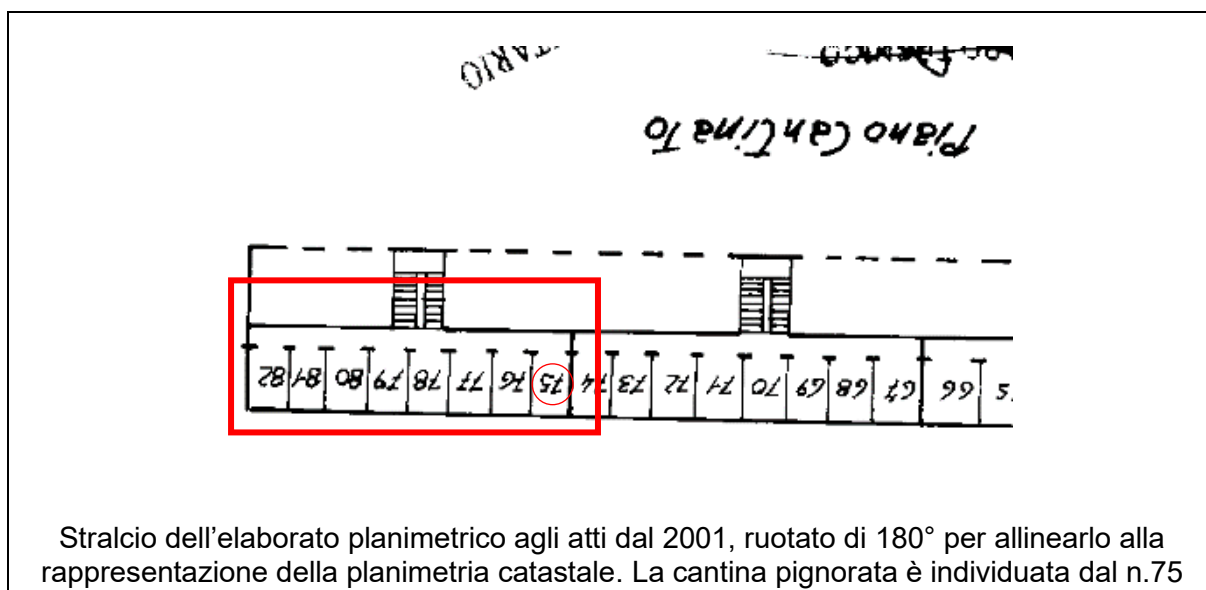 TARIO
Piano CanTinaTo
82 81 80 79 78 77 76 75 74 73 72 71 70 69 68 67 66
Stralcio dell'elaborato planimetrico agli atti dal 2001, ruotato di 180° per allinearlo alla
rappresentazione della planimetria catastale. La cantina pignorata è individuata dal n.75